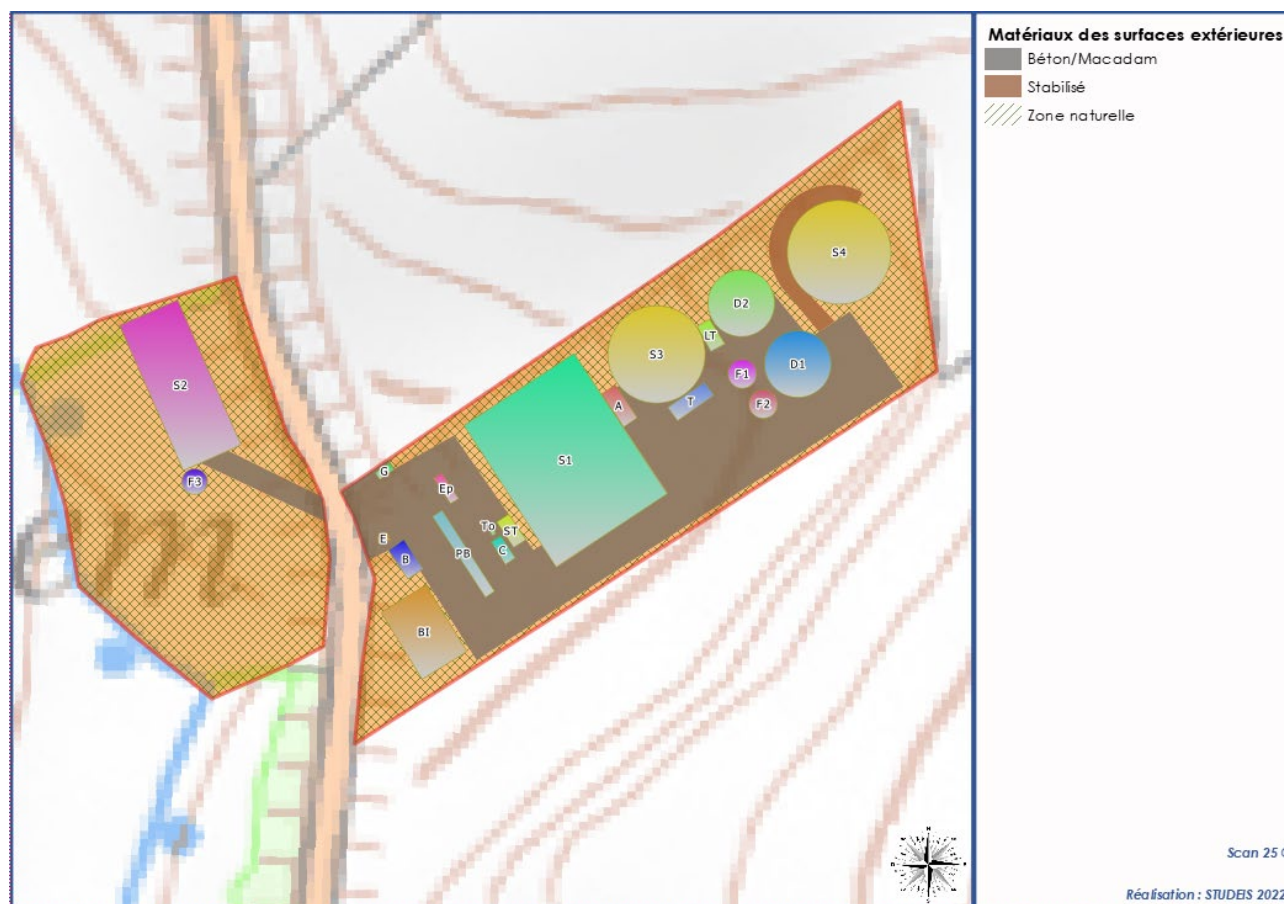 Matériaux des surfaces extérieures
Béton/Macadam
Stabilisé
Zone naturelle
S4
D2
LT
S3
D1
F1
S2
T
F2
A
S1
G
F3
Ep
To
ST
E
C
B
PB
BI
m
N
Scan 25 ©
Réalisation : STUDEIS 2022